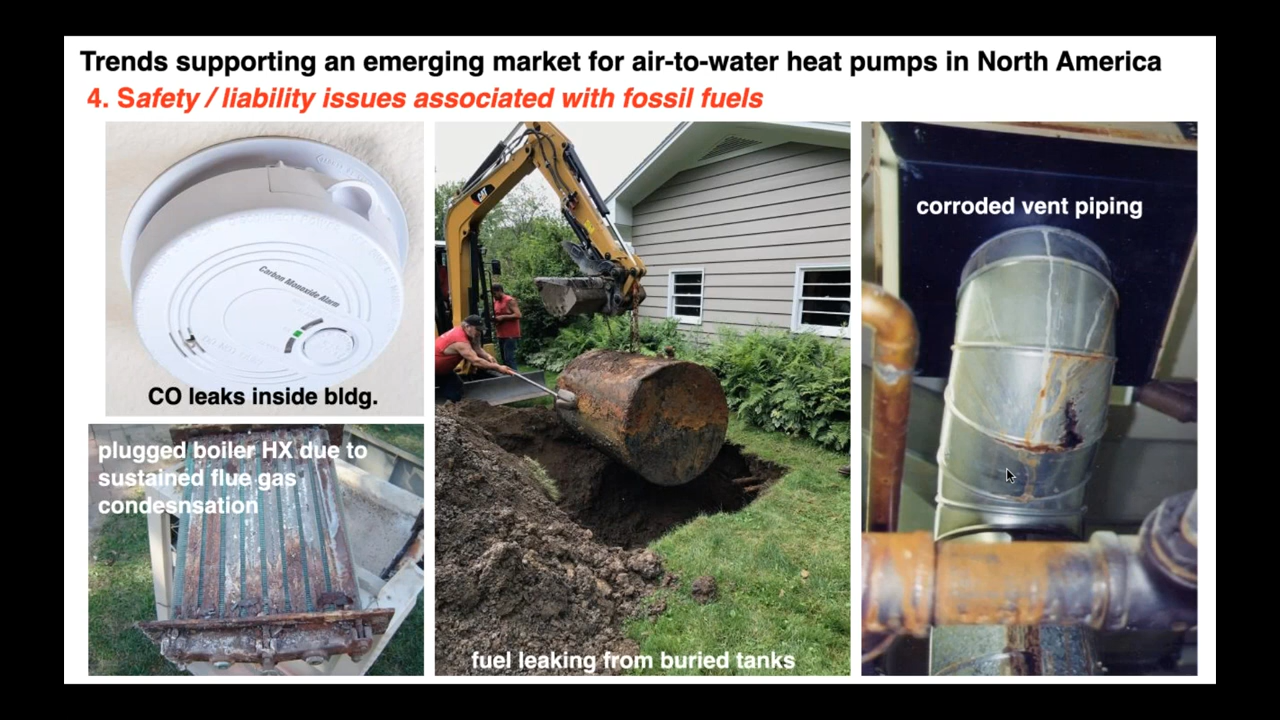 Trends supporting an emerging market for air-to-water heat pumps in North America
4. Safety / liability issues associated with fossil fuels
Carbon Monoxide Alarm
CO leaks inside bldg.
plugged boiler HX due to
sustained flue gas
condesnsation
CAT
fuel leaking from buried tanks
corroded vent piping